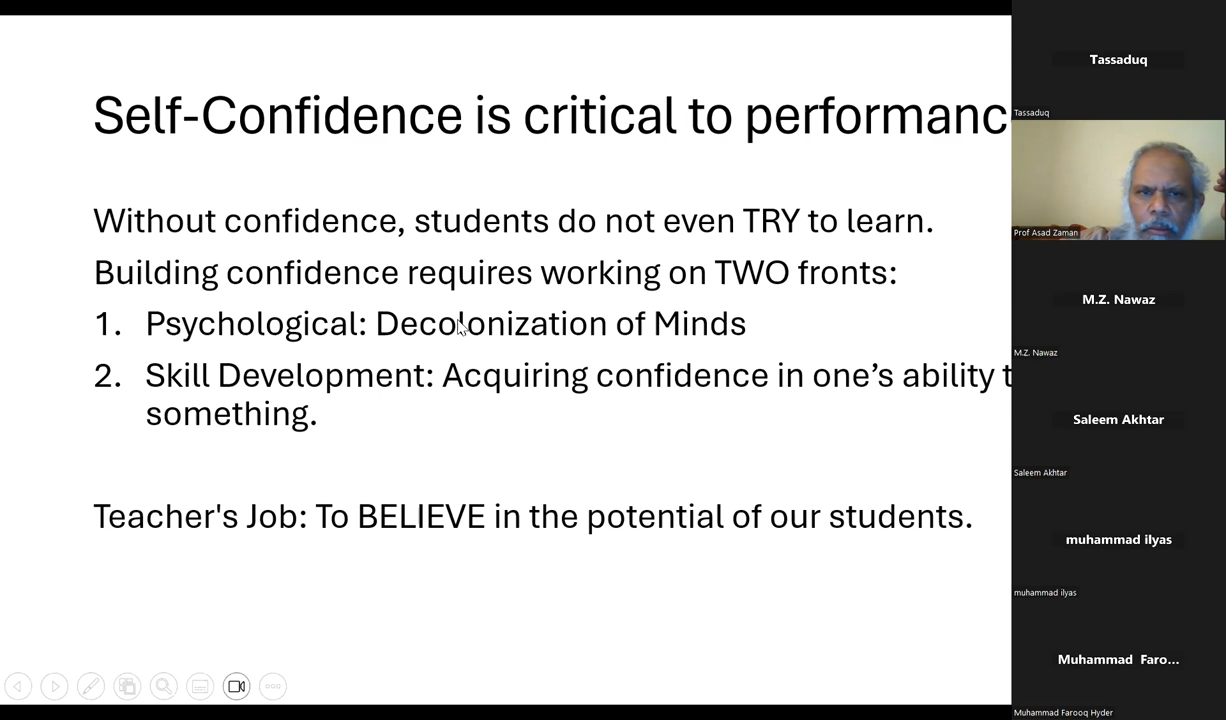 Self-Confidence is critical to performanc
Without confidence, students do not even TRY to learn.
Building confidence requires working on TWO fronts:
1. Psychological: Decolonization of Minds
2. Skill Development: Acquiring confidence in one’s ability t
something.
Teacher's Job: To BELIEVE in the potential of our students.
Tassaduq
Tassaduq
Prof Asad Zaman
M.Z. Nawaz
M.Z. Nawaz
Saleem Akhtar
Saleem Akhtar
muhammad ilyas
muhammad ilyas
Muhammad Faro...
Muhammad Farooq Hyder